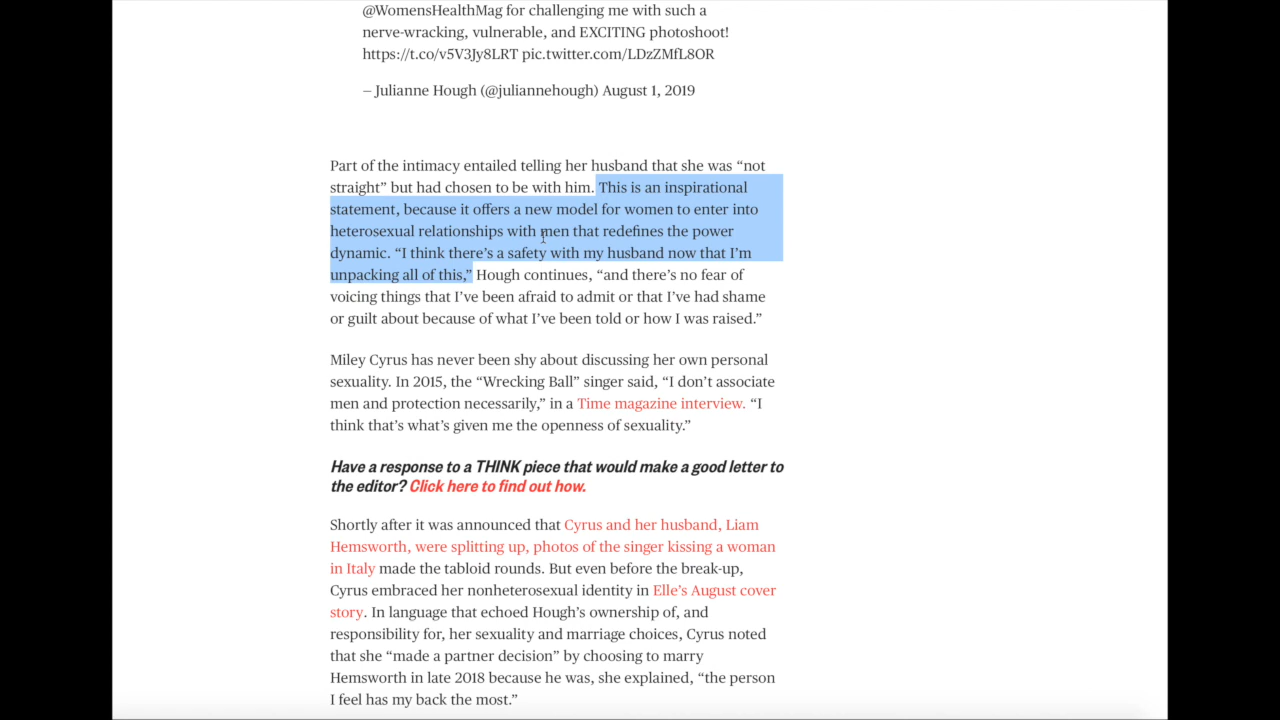 @WomensHealthMag for challenging me with such a
nerve-wracking, vulnerable, and EXCITING photoshoot!
https://t.co/v5V3Jy8LRT pic.twitter.com/LDzZMfL8OR
– Julianne Hough (@juliannehough) August 1, 2019
Part of the intimacy entailed telling her husband that she was “not
straight” but had chosen to be with him. This is an inspirational
statement, because it offers a new model for women to enter into
heterosexual relationships with men that redefines the power
dynamic. “I think there’s a safety with my husband now that I’m
unpacking all of this,” Hough continues, “and there’s no fear of
voicing things that I’ve been afraid to admit or that I’ve had shame
or guilt about because of what I’ve been told or how I was raised.”
Miley Cyrus has never been shy about discussing her own personal
sexuality. In 2015, the “Wrecking Ball” singer said, “I don’t associate
men and protection necessarily,” in a Time magazine interview. “I
think that’s what’s given me the openness of sexuality.”
Have a response to a THINK piece that would make a good letter to
the editor? Click here to find out how.
Shortly after it was announced that Cyrus and her husband, Liam
Hemsworth, were splitting up, photos of the singer kissing a woman
in Italy made the tabloid rounds. But even before the break-up,
Cyrus embraced her nonheterosexual identity in Elle’s August cover
story. In language that echoed Hough’s ownership of, and
responsibility for, her sexuality and marriage choices, Cyrus noted
that she “made a partner decision” by choosing to marry
Hemsworth in late 2018 because he was, she explained, “the person
I feel has my back the most.”